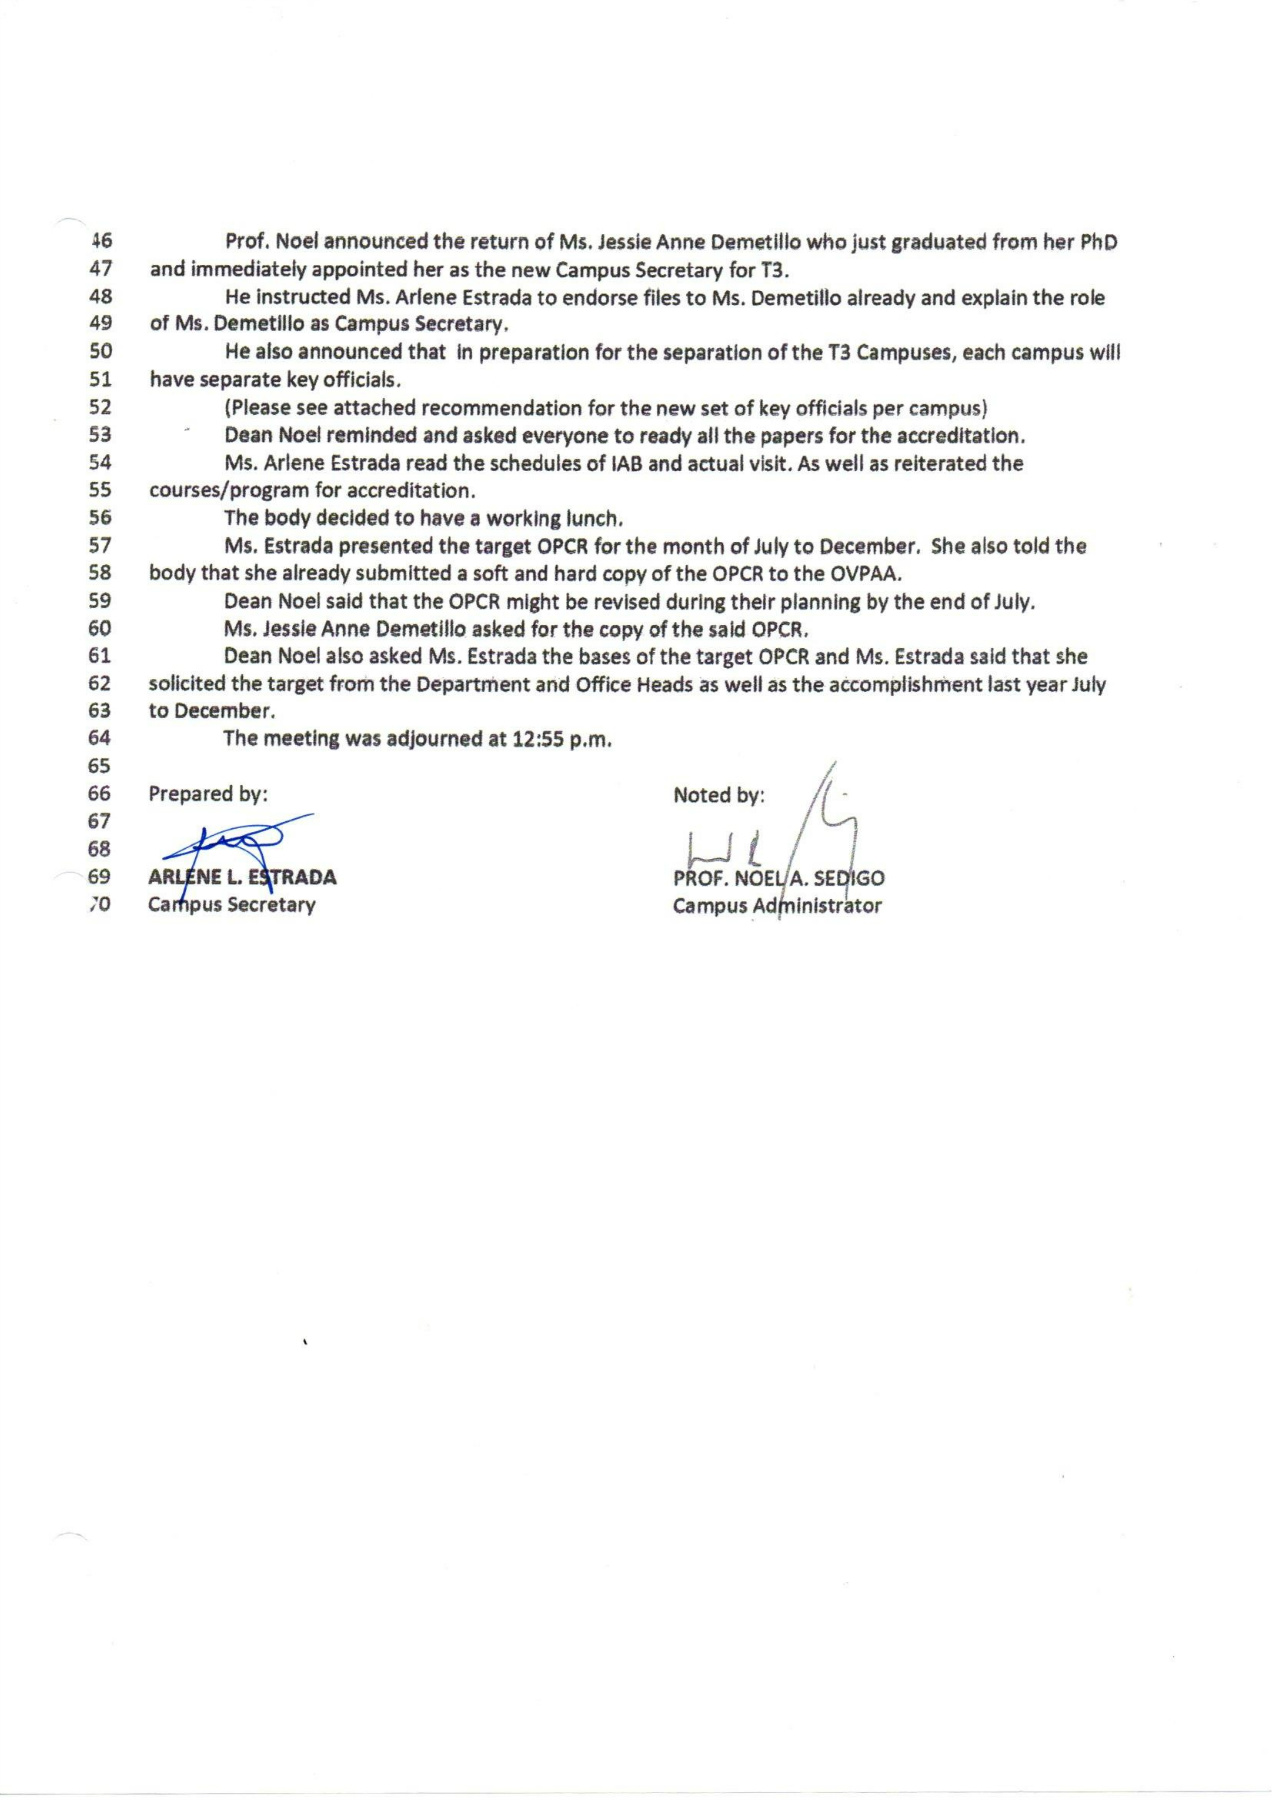 46 Prof. Noel announced the return of Ms. Jessie Anne Demetillo who just graduated from her PhD
47 and immediately appointed her as the new Campus Secretary for T3.
48 He instructed Ms. Arlene Estrada to endorse files to Ms. Demetillo already and explain the role
49 of Ms. Demetillo as Campus Secretary.
50 He also announced that in preparation for the separation of the T3 Campuses, each campus will
51 have separate key officials.
52 (Please see attached recommendation for the new set of key officials per campus)
53 Dean Noel reminded and asked everyone to ready all the papers for the accreditation.
54 Ms. Arlene Estrada read the schedules of IAB and actual visit. As well as reiterated the
55 courses/program for accreditation.
56 The body decided to have a working lunch.
57 Ms. Estrada presented the target OPCR for the month of July to December. She also told the
58 body that she already submitted a soft and hard copy of the OPCR to the OVPAA.
59 Dean Noel said that the OPCR might be revised during their planning by the end of July.
60 Ms. Jessie Anne Demetillo asked for the copy of the said OPCR.
61 Dean Noel also asked Ms. Estrada the bases of the target OPCR and Ms. Estrada said that she
62 solicited the target from the Department and Office Heads as well as the accomplishment last year July
63 to December.
64 The meeting was adjourned at 12:55 p.m.
65
66 Prepared by: Noted by:
67
68
69 ARLENE L. ESTRADA PROF. NOEL A. SEDIGO
70 Campus Secretary Campus Administrator